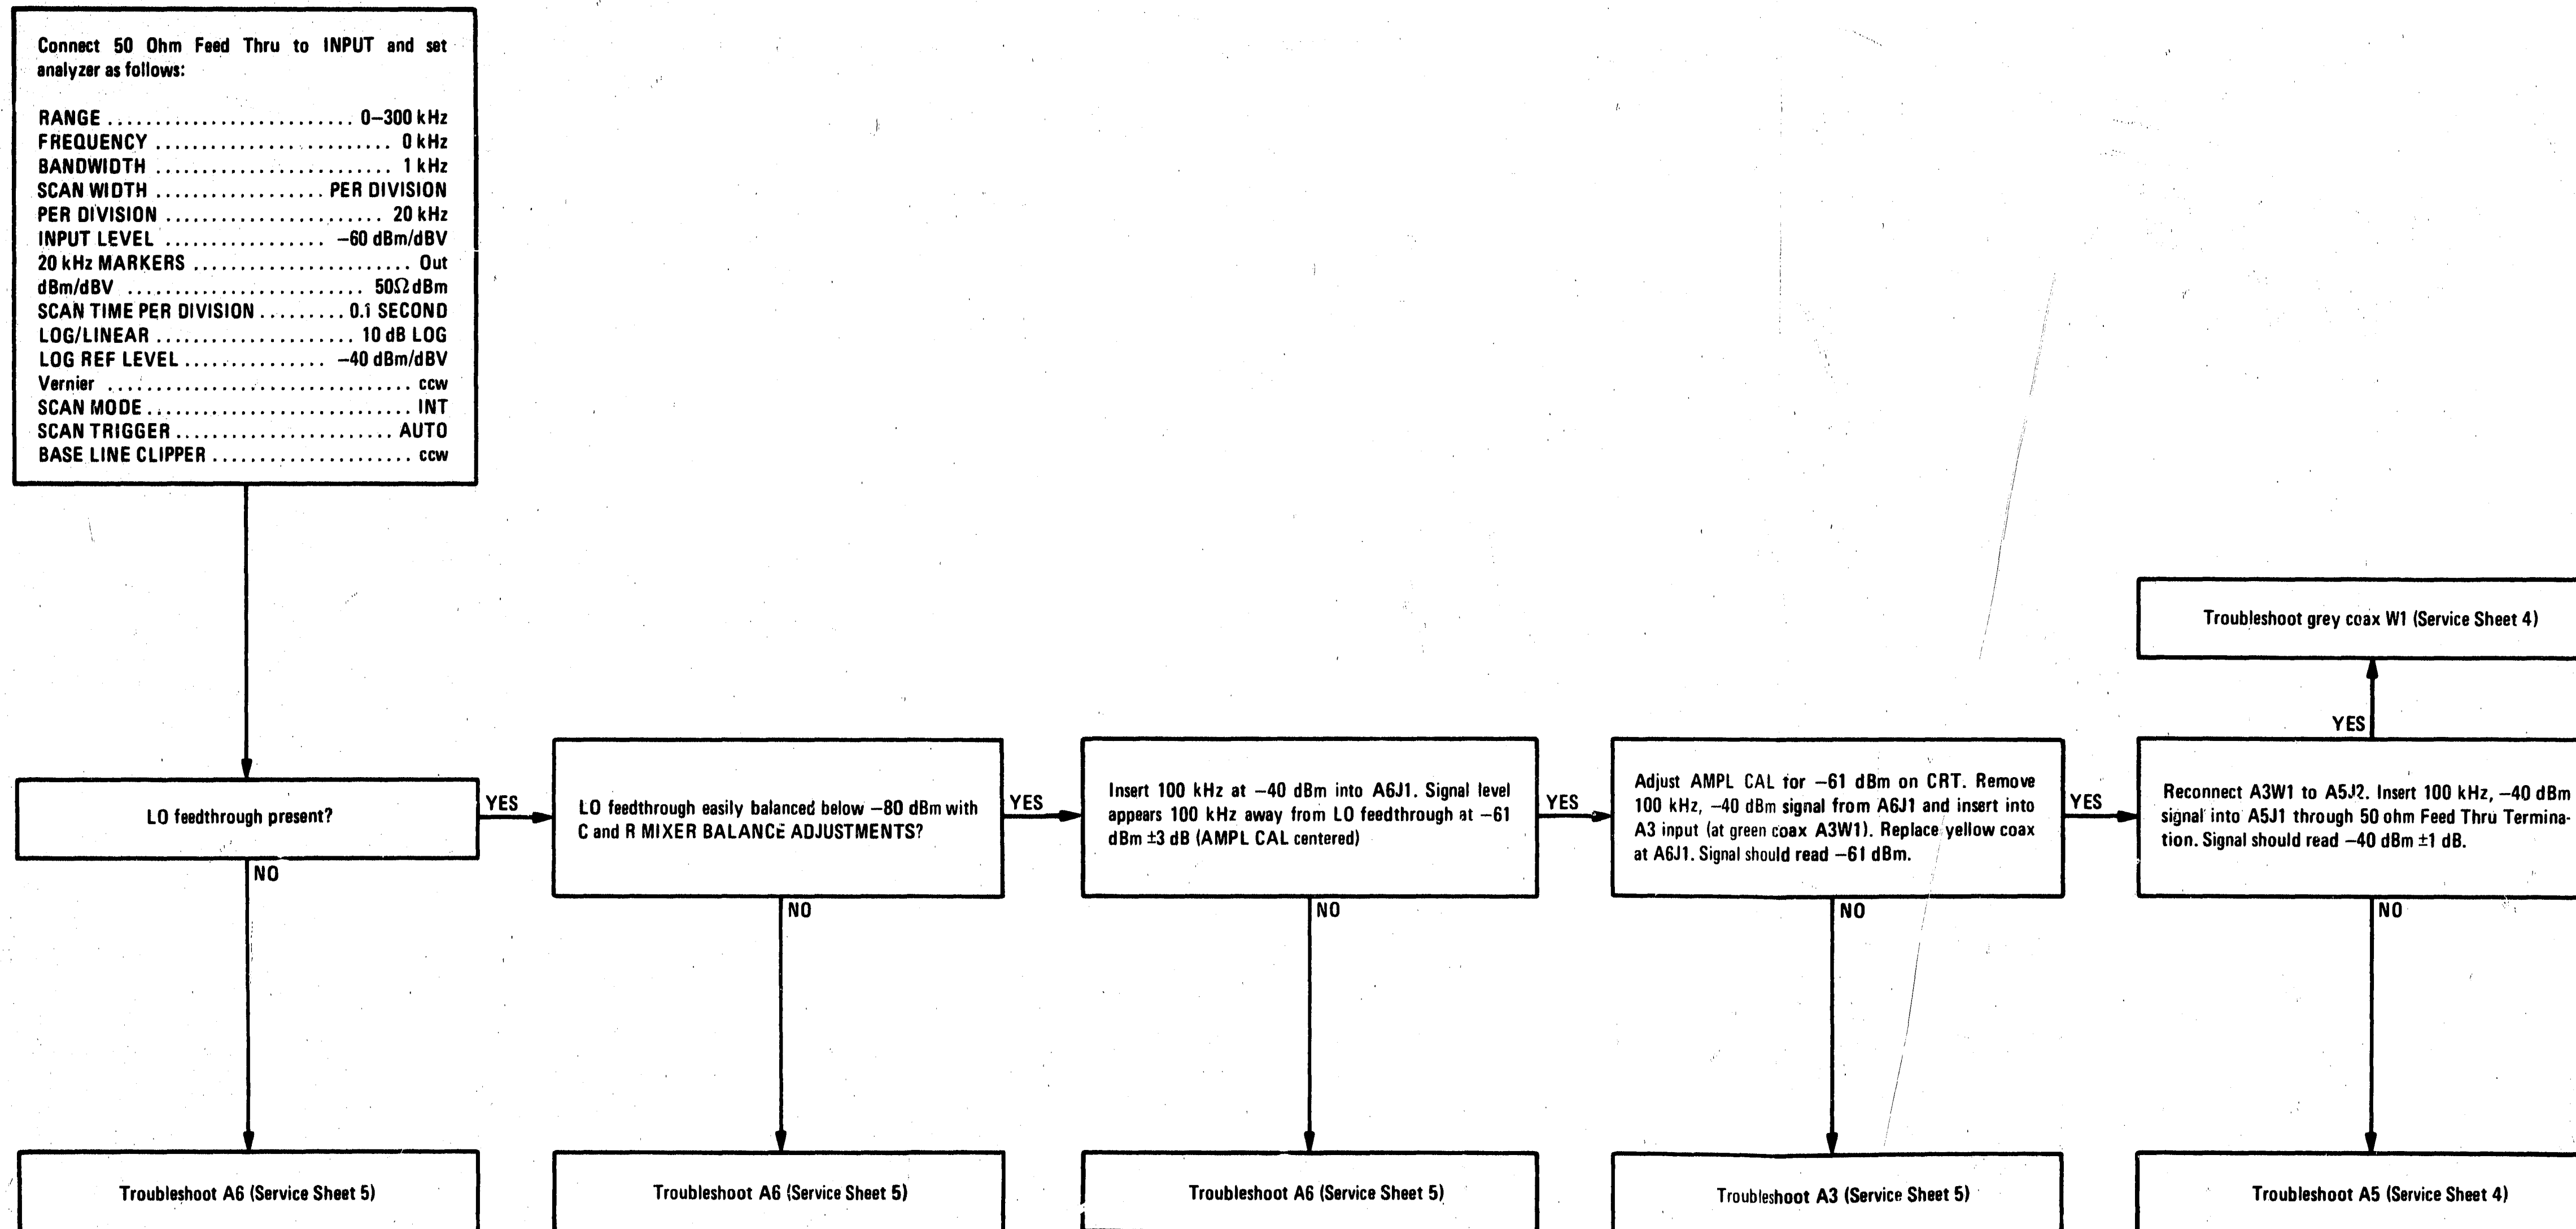 Connect 50 Ohm Feed Thru to INPUT and set
analyzer as follows:
RANGE .......................... 0–300 kHz
FREQUENCY ......................... 0 kHz
BANDWIDTH ......................... 1 kHz
SCAN WIDTH .................. PER DIVISION
PER DIVISION ....................... 20 kHz
INPUT LEVEL ................. –60 dBm/dBV
20 kHz MARKERS ....................... Out
dBm/dBV ......................... 50Ω dBm
SCAN TIME PER DIVISION ......... 0.1 SECOND
LOG/LINEAR ..................... 10 dB LOG
LOG REF LEVEL ............... –40 dBm/dBV
Vernier ................................ ccw
SCAN MODE ............................ INT
SCAN TRIGGER ....................... AUTO
BASE LINE CLIPPER ..................... ccw
Troubleshoot grey coax W1 (Service Sheet 4)
YES
LO feedthrough present?
YES
LO feedthrough easily balanced below –80 dBm with
C and R MIXER BALANCE ADJUSTMENTS?
YES
Insert 100 kHz at –40 dBm into A6J1. Signal level
appears 100 kHz away from LO feedthrough at –61
dBm ±3 dB (AMPL CAL centered)
YES
Adjust AMPL CAL for –61 dBm on CRT. Remove
100 kHz, –40 dBm signal from A6J1 and insert into
A3 input (at green coax A3W1). Replace yellow coax
at A6J1. Signal should read –61 dBm.
YES
Reconnect A3W1 to A5J2. Insert 100 kHz, –40 dBm
signal into A5J1 through 50 ohm Feed Thru Termina-
tion. Signal should read –40 dBm ±1 dB.
NO
NO
NO
NO
NO
Troubleshoot A6 (Service Sheet 5)
Troubleshoot A6 (Service Sheet 5)
Troubleshoot A6 (Service Sheet 5)
Troubleshoot A3 (Service Sheet 5)
Troubleshoot A5 (Service Sheet 4)